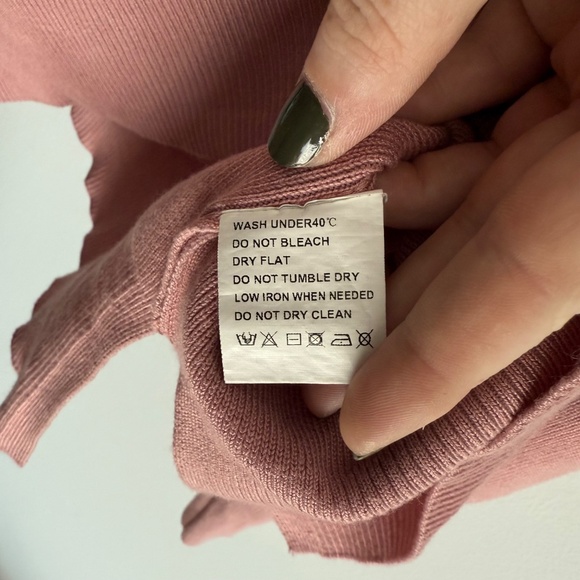 WASH UNDER40℃
DO NOT BLEACH
DRY FLAT
DO NOT TUMBLE DRY
LOW IRON WHEN NEEDED
DO NOT DRY CLEAN